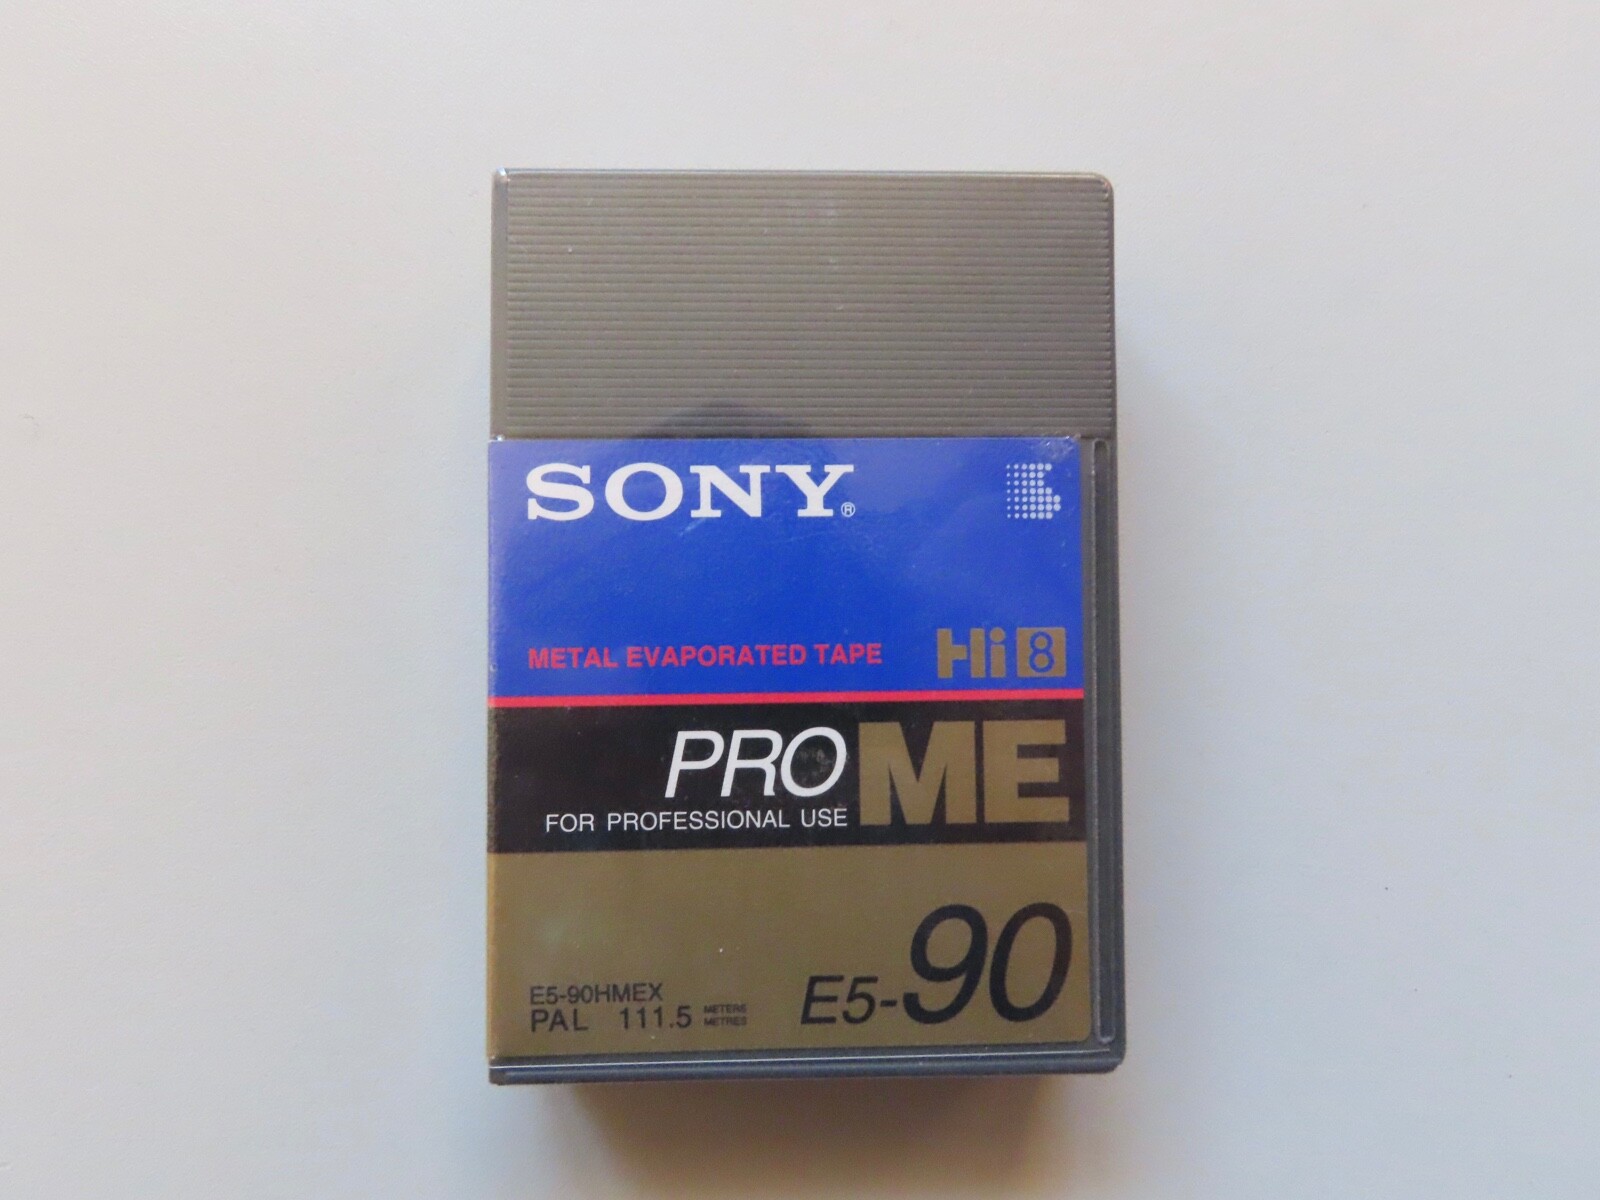 SONY®
METAL EVAPORATED TAPE Hi8
PRO ME
FOR PROFESSIONAL USE
E5-90
E5-90HMEX
PAL 111.5 METERS METRES